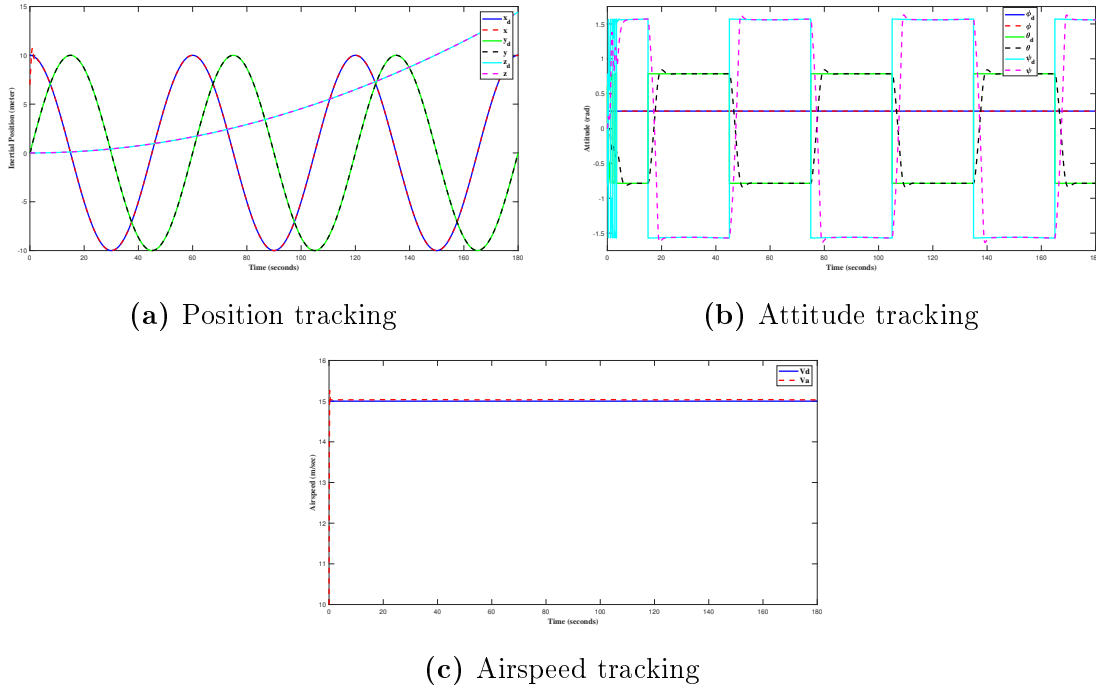 10
5
0
-5
-10
Inertial Position (meter)
0 20 40 60 80 100 120 140 160 180
Time (seconds)
x_d
x
y_d
y
z_d
z
(a) Position tracking
1.5
1
0.5
0
-0.5
-1
-1.5
Attitude (rad)
0 20 40 60 80 100 120 140 160 180
Time (seconds)
ϕ_d
ϕ
θ_d
θ
ψ_d
ψ
(b) Attitude tracking
16
15
15
14
13
12
11
10
Airspeed (m/sec)
0 20 40 60 80 100 120 140 160 180
Time (seconds)
Vd
Va
(c) Airspeed tracking